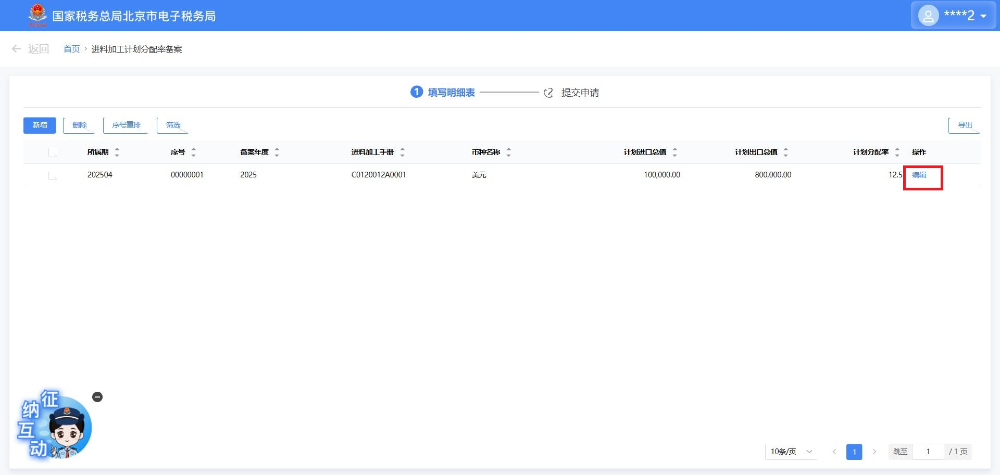 国家税务总局北京市电子税务局
****2
返回 首页 > 进料加工计划分配率备案
1 填写明细表 2 提交申请
新增 删除 序号重排 筛选 导出
所属期 序号 备案年度 进料加工手册 币种名称 计划进口总值 计划出口总值 计划分配率 操作
202504 00000001 2025 C0120012A0001 美元 100,000.00 800,000.00 12.5 编辑
征纳互动
10条/页 < 1 > 跳至 1 / 1 页